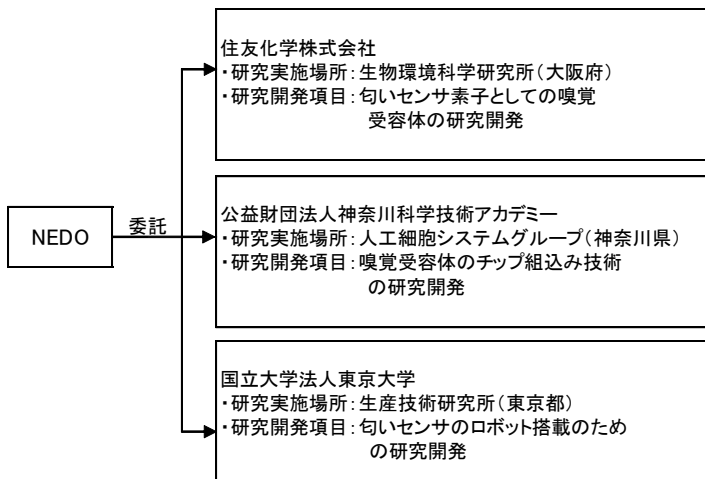 住友化学株式会社
・研究実施場所：生物環境科学研究所（大阪府）
・研究開発項目：匂いセンサ素子としての嗅覚
受容体の研究開発
NEDO
委託
公益財団法人神奈川科学技術アカデミー
・研究実施場所：人工細胞システムグループ（神奈川県）
・研究開発項目：嗅覚受容体のチップ組込み技術
の研究開発
国立大学法人東京大学
・研究実施場所：生産技術研究所（東京都）
・研究開発項目：匂いセンサのロボット搭載のため
の研究開発